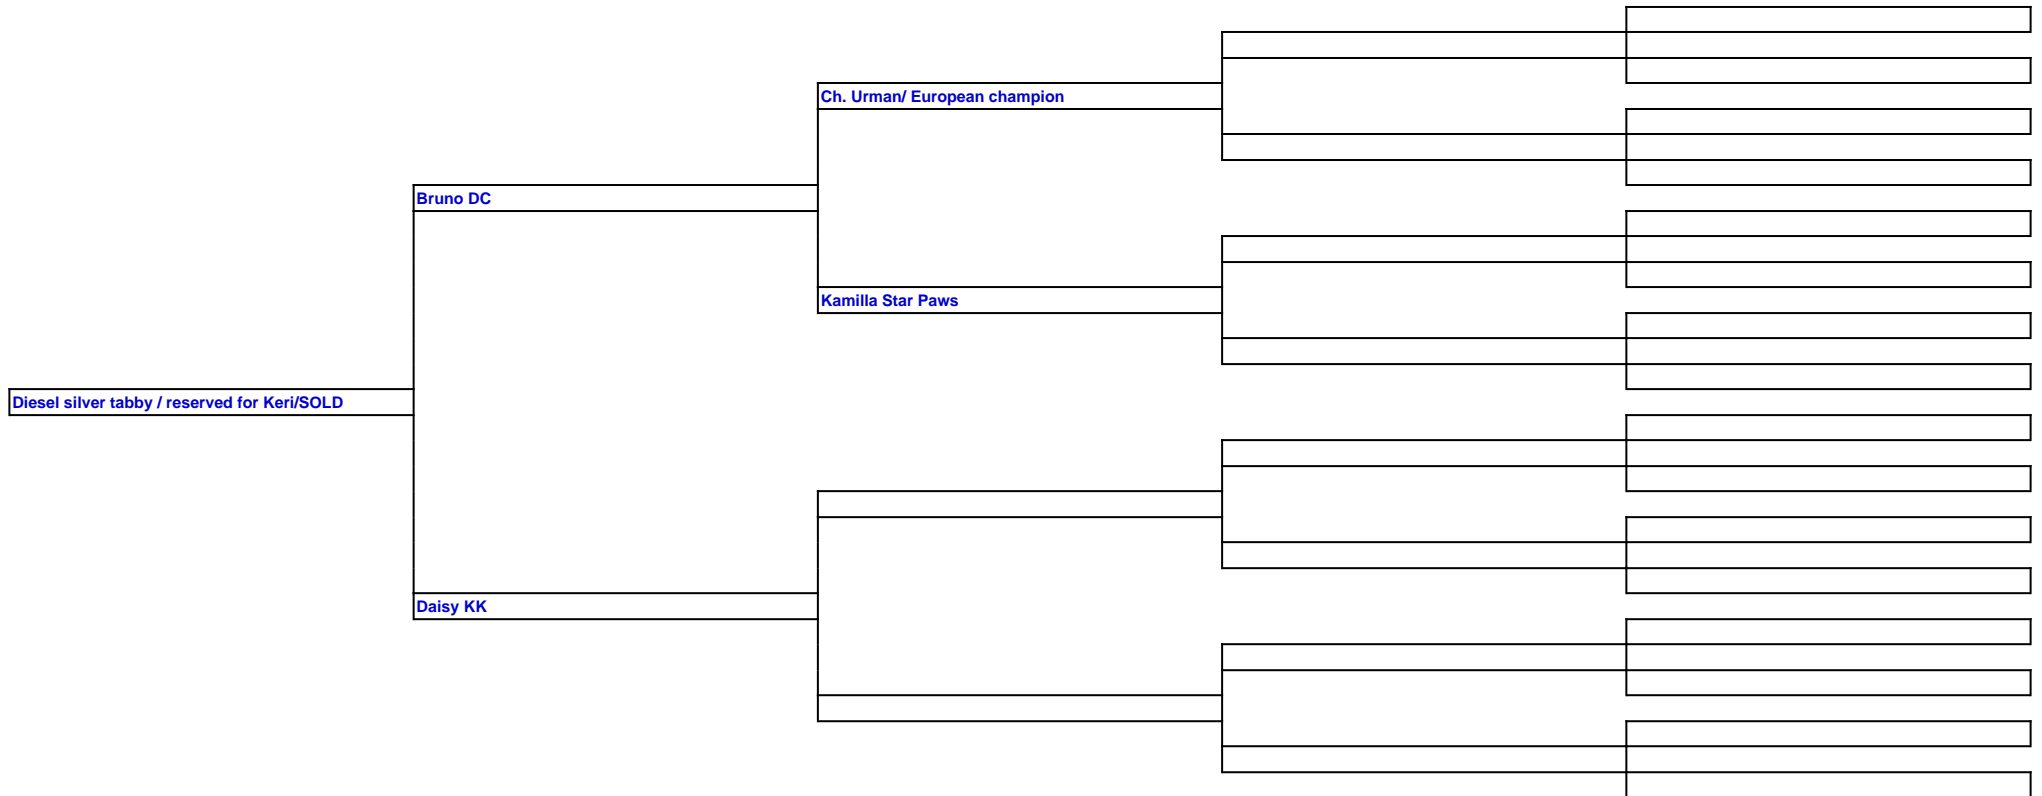 Ch. Urman/ European champion
Bruno DC
Kamilla Star Paws
Diesel silver tabby / reserved for Keri/SOLD
Daisy KK